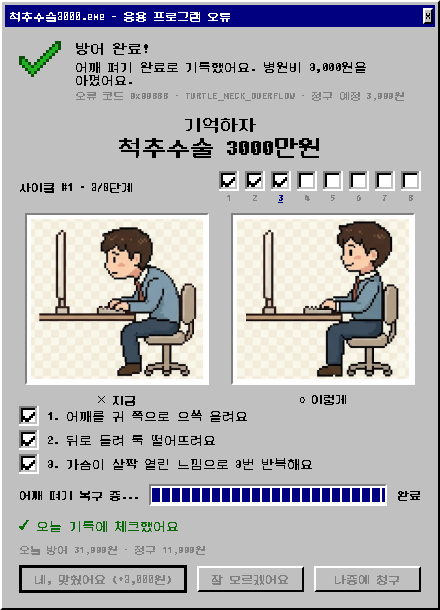 척추수술3000.exe - 응용 프로그램 오류
방어 완료!
어깨 펴기 완료로 기록했어요. 병원비 3,000원을
아꼈어요.
오류 코드 0x00BBB · TURTLE_NECK_OVERFLOW · 청구 예정 3,000원
기억하자
척추수술 3000만원
사이클 #1 · 3/8단계
1 2 3 4 5 6 7 8
× 지금
o 이렇게
1. 어깨를 귀 쪽으로 으쓱 올려요
2. 뒤로 돌려 툭 떨어뜨려요
3. 가슴이 살짝 열린 느낌으로 3번 반복해요
어깨 펴기 복구 중... 완료
✓ 오늘 기록에 체크했어요
오늘 방어 31,000원 · 청구 11,000원
네, 맞췄어요 (+3,000원)
잘 모르겠어요
나중에 청구